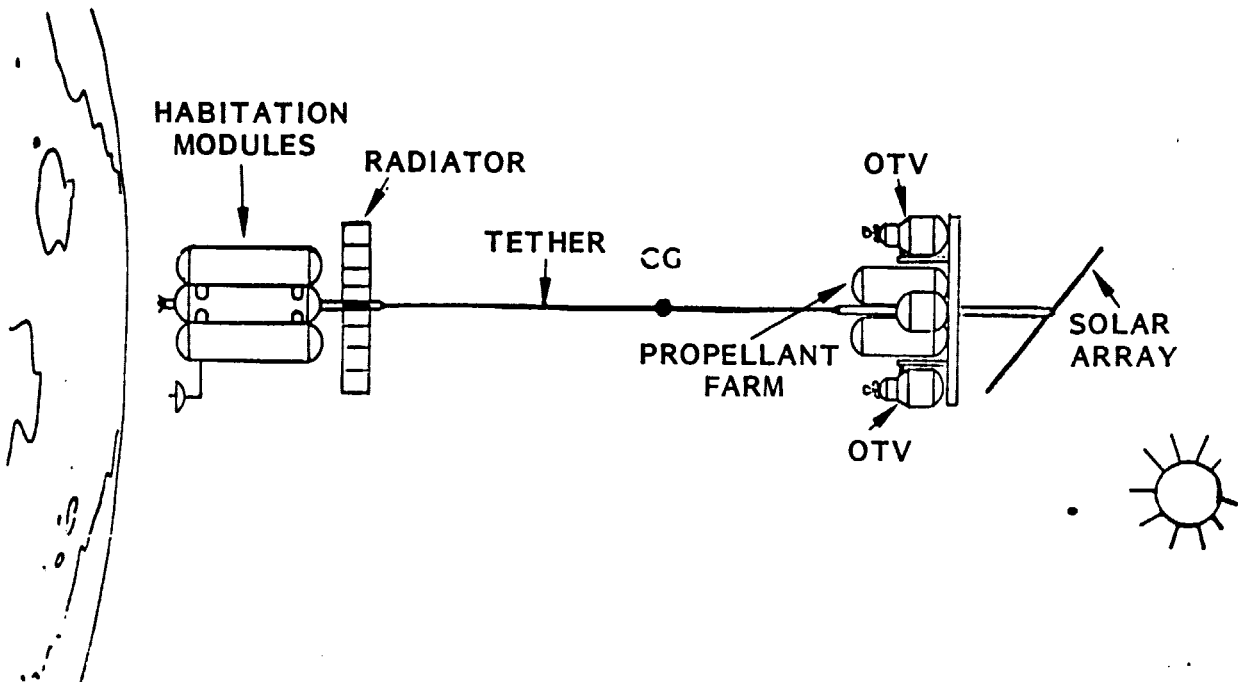 HABITATION
MODULES
RADIATOR
TETHER
CG
OTV
PROPELLANT
FARM
SOLAR
ARRAY
OTV